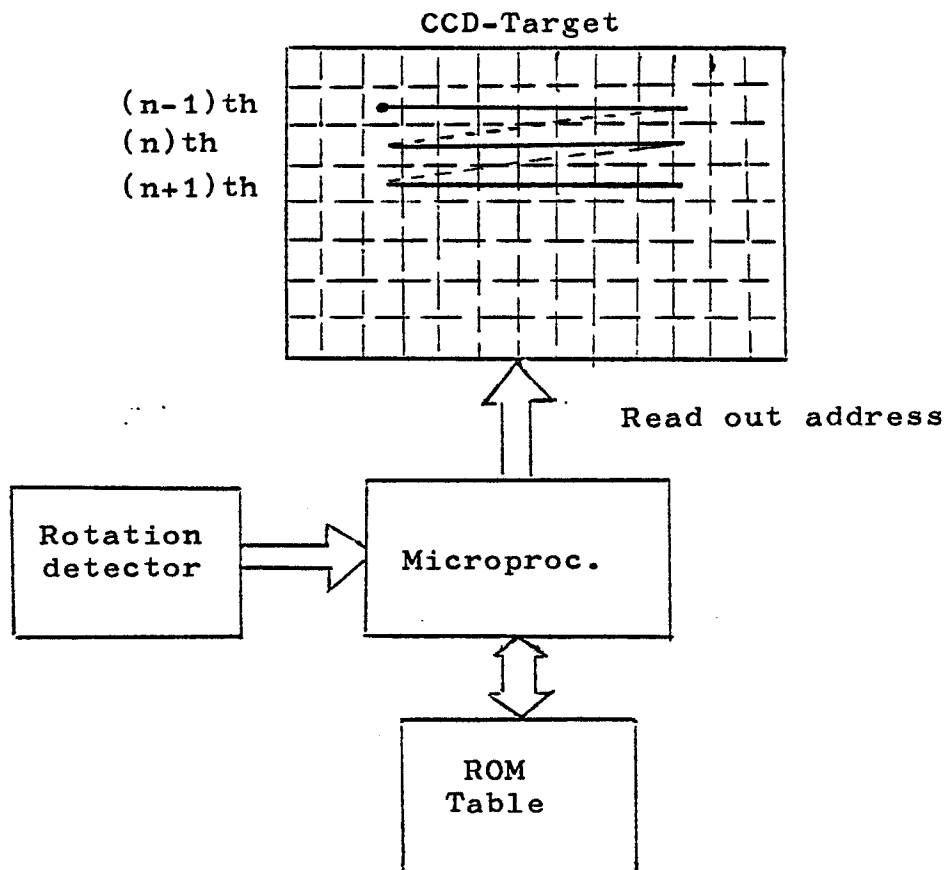 CCD-Target
(n-1)th
(n)th
(n+1)th
Read out address
Rotation
detector
Microproc.
ROM
Table